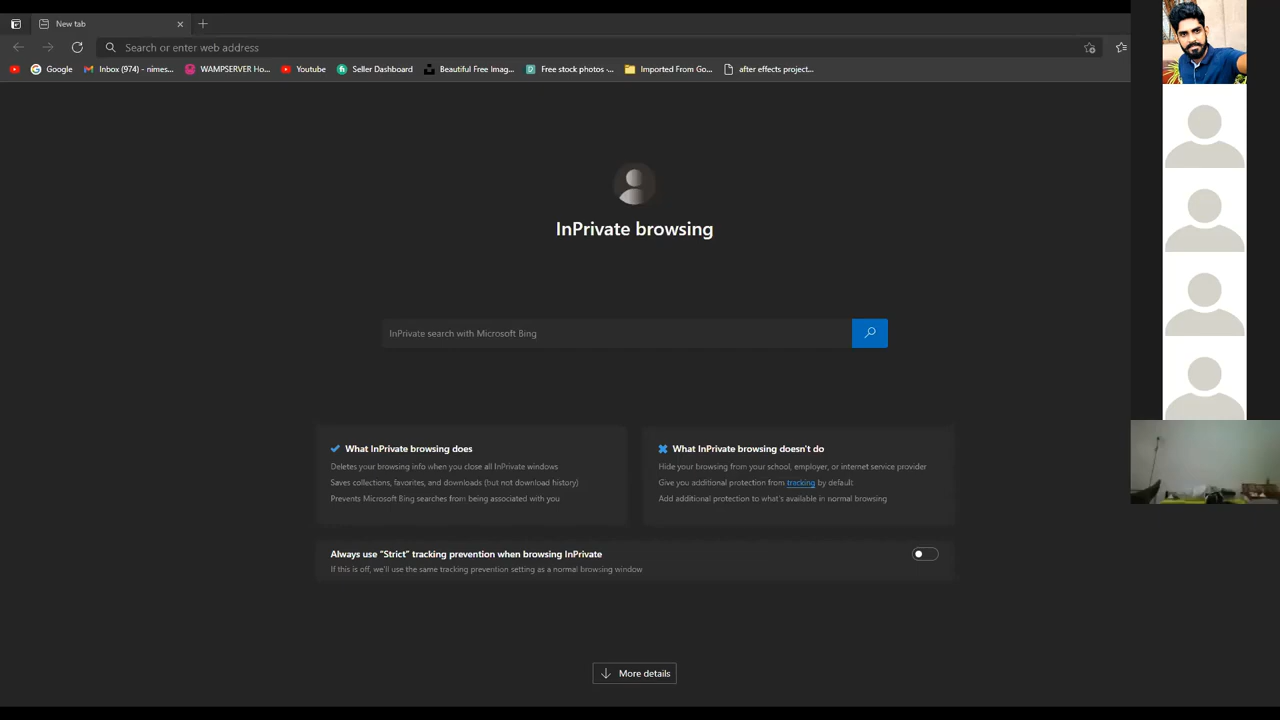 New tab
Search or enter web address
Google
Inbox (974) - nimes...
WAMPSERVER Ho...
Youtube
Seller Dashboard
Beautiful Free Imag...
Free stock photos -...
Imported From Go...
after effects project...
InPrivate browsing
InPrivate search with Microsoft Bing
What InPrivate browsing does
Deletes your browsing info when you close all InPrivate windows
Saves collections, favorites, and downloads (but not download history)
Prevents Microsoft Bing searches from being associated with you
What InPrivate browsing doesn't do
Hide your browsing from your school, employer, or internet service provider
Give you additional protection from tracking by default
Add additional protection to what's available in normal browsing
Always use "Strict" tracking prevention when browsing InPrivate
If this is off, we'll use the same tracking prevention setting as a normal browsing window
More details